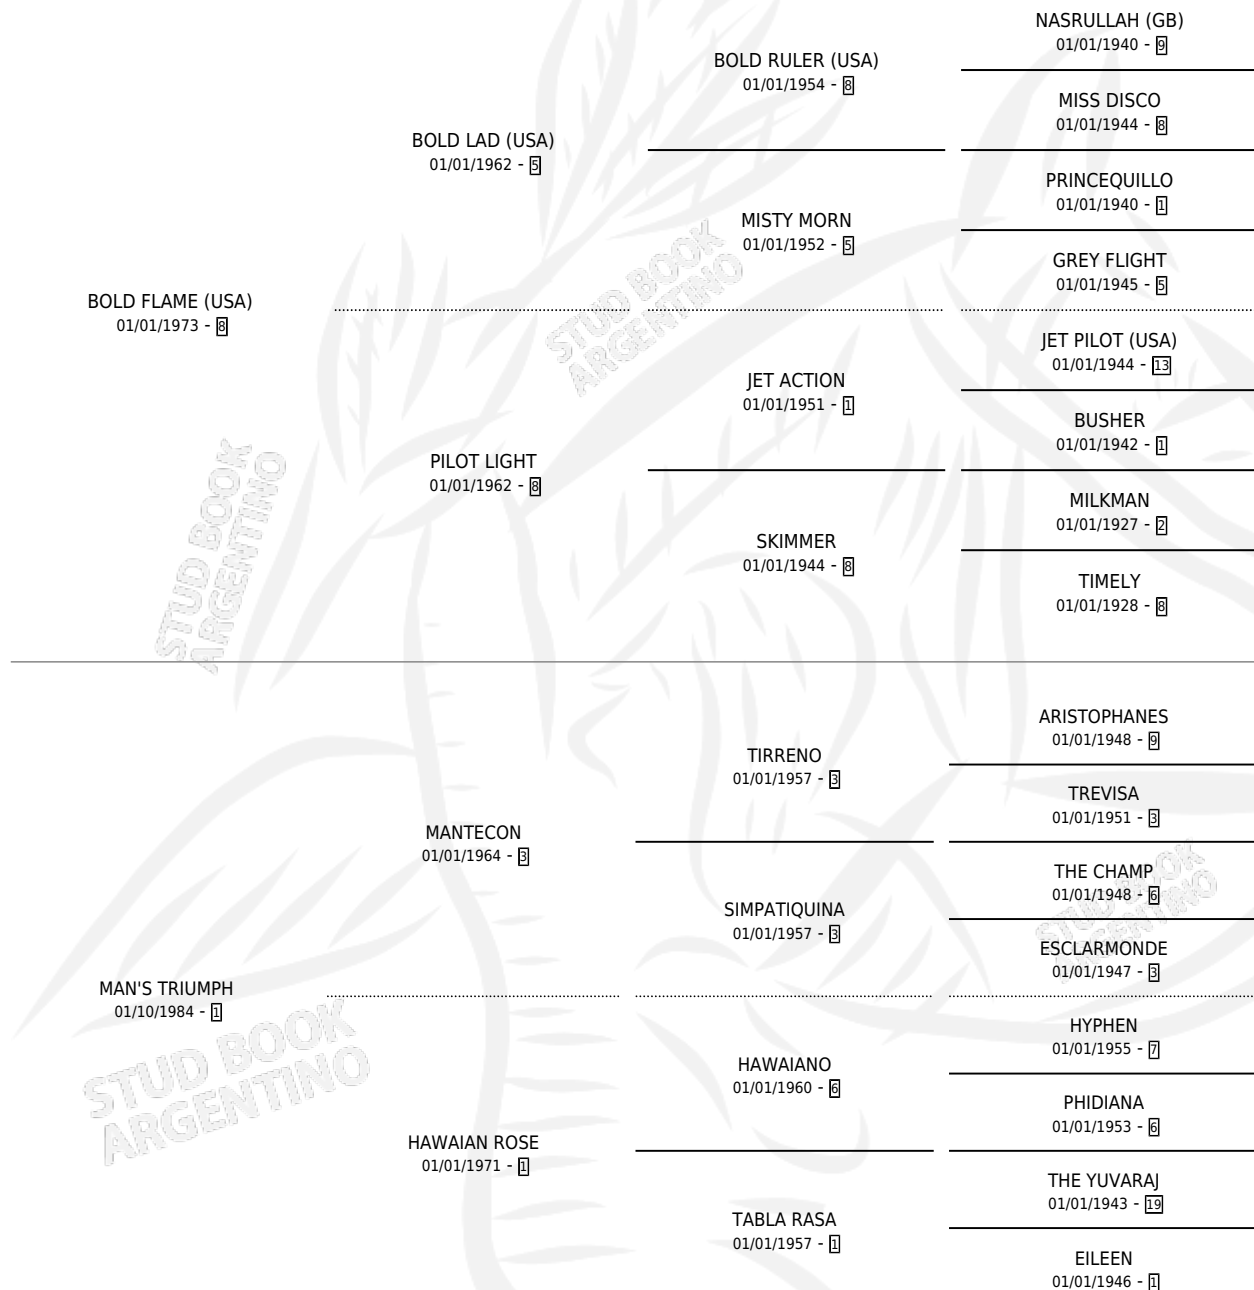 NASRULLAH (GB)
01/01/1940 - 9
BOLD RULER (USA)
01/01/1954 - 8
MISS DISCO
01/01/1944 - 8
BOLD LAD (USA)
01/01/1962 - 5
PRINCEQUILLO
01/01/1940 - 1
MISTY MORN
01/01/1952 - 5
GREY FLIGHT
01/01/1945 - 5
BOLD FLAME (USA)
01/01/1973 - 8
STUD BOOK
ARGENTINO
JET PILOT (USA)
01/01/1944 - 13
JET ACTION
01/01/1951 - 1
BUSHER
01/01/1942 - 1
PILOT LIGHT
01/01/1962 - 8
MILKMAN
01/01/1927 - 2
SKIMMER
01/01/1944 - 8
TIMELY
01/01/1928 - 8
STUD BOOK
ARGENTINO
ARISTOPHANES
01/01/1948 - 9
TIRRENO
01/01/1957 - 3
TREVISA
01/01/1951 - 3
MANTECON
01/01/1964 - 3
THE CHAMP
01/01/1948 - 6
SIMPATIQUINA
01/01/1957 - 3
STUD BOOK
ARGENTINO
ESCLARMONDE
01/01/1947 - 3
MAN'S TRIUMPH
01/10/1984 - 1
STUD BOOK
ARGENTINO
HYPHEN
01/01/1955 - 7
HAWAIANO
01/01/1960 - 6
PHIDIANA
01/01/1953 - 6
HAWAIAN ROSE
01/01/1971 - 1
THE YUVARAJ
01/01/1943 - 19
TABLA RASA
01/01/1957 - 1
EILEEN
01/01/1946 - 1